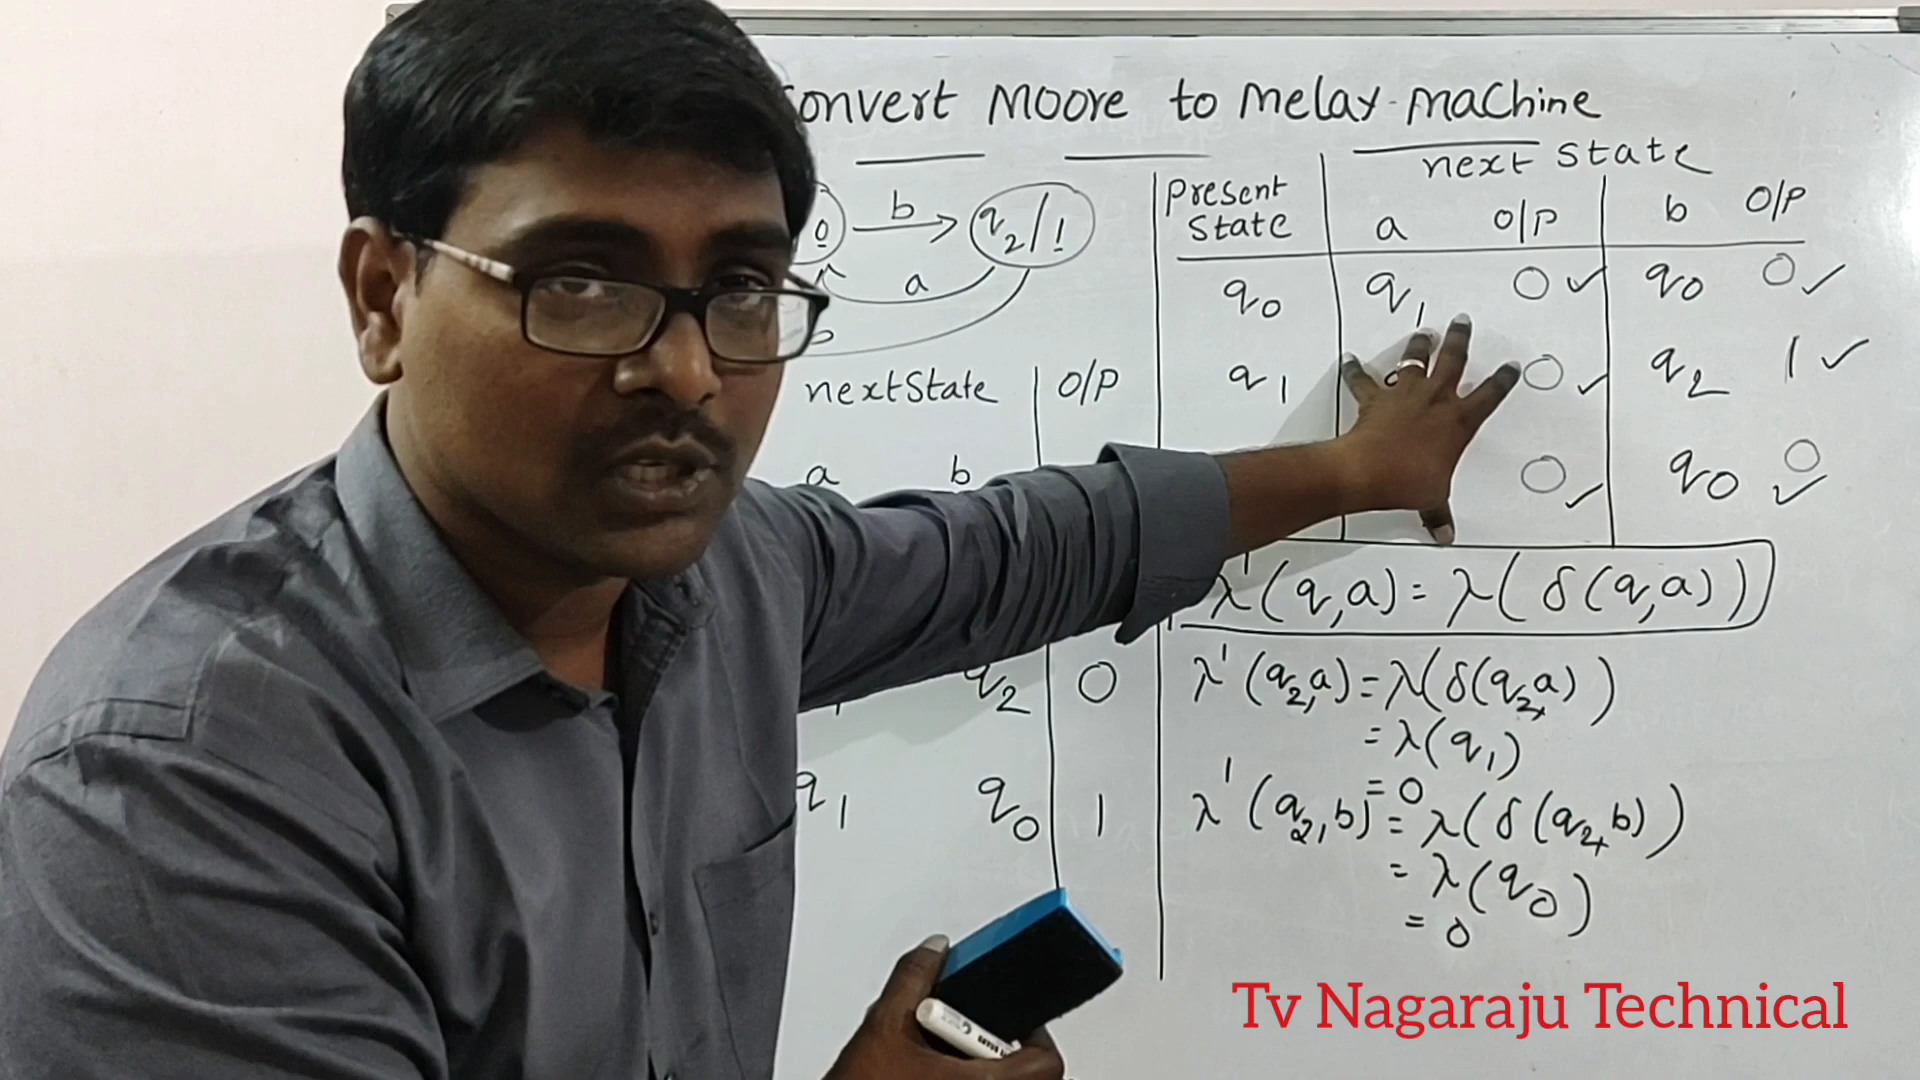 onvert Moore to melay-machine
0 b q2/1
a
b
nextState O/P
a b
q2 0
q1 q0 1
next State
Present State a O/P b O/P
q0 q1 0 q0 0
q1 0 q2 1
0 q0 0
λ'(q,a) = λ(δ(q,a))
λ'(q2,a) = λ(δ(q2,a))
= λ(q1)
= 0
λ'(q2,b) = λ(δ(q2,b))
= λ(q0)
= 0
Tv Nagaraju Technical